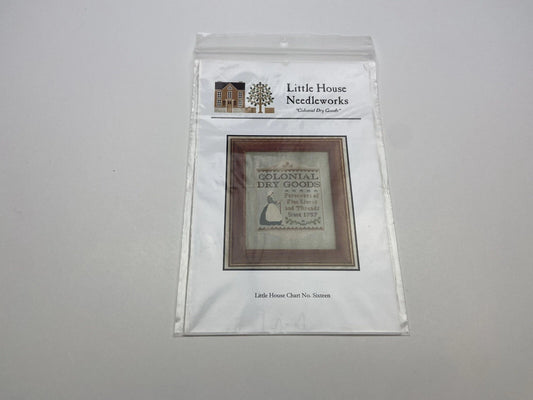 Little House
Needleworks
"Colonial Dry Goods"
COLONIAL
DRY GOODS
Purveyors of
Fine Linens
and Threads
Since 1757
Little House Chart No. Sixteen